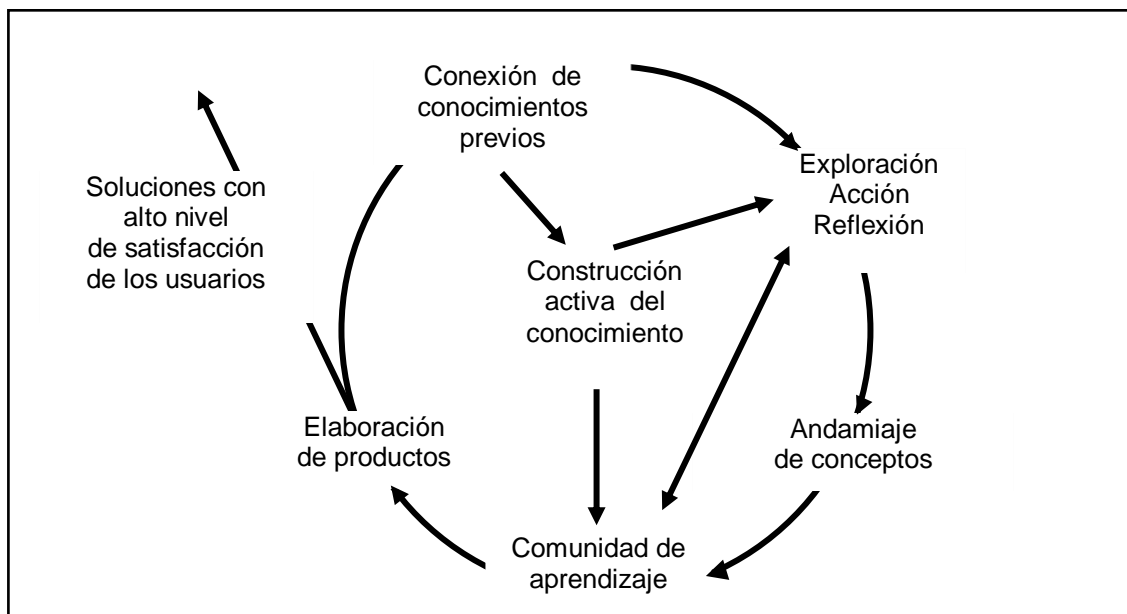 Conexión de
conocimientos
previos
Exploración
Acción
Reflexión
Soluciones con
alto nivel
de satisfacción
de los usuarios
Construcción
activa del
conocimiento
Elaboración
de productos
Andamiaje
de conceptos
Comunidad de
aprendizaje